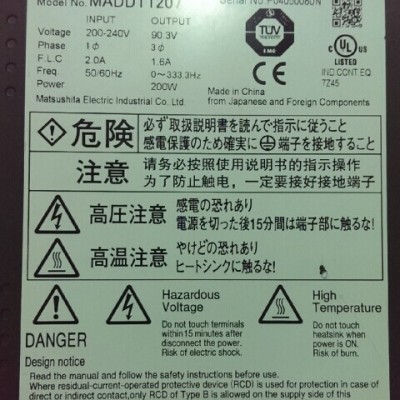 Model No. MADDT1207
Serial No. P04050080N
INPUT OUTPUT
Voltage 200-240V 90.3V
Phase 1ϕ 3ϕ
F.L.C 2.0A 1.6A
Freq 50/60Hz 0~333.3Hz
Power 200W
Matsushita Electric Industrial Co. Ltd.
TÜV
C UL US
LISTED
IND.CONT.EQ
7Z45
CE
Made in China
from Japanese and Foreign Components
危険 必ず取扱説明書を読んで指示に従うこと
感電保護のため確実に端子を接地すること
注意 请务必按照使用说明书的指示操作
为了防止触电,一定要接好接地端子
高圧注意 感電の恐れあり
電源を切った後15分間は端子部に触るな!
高温注意 やけどの恐れあり
ヒートシンクに触るな!
DANGER
Hazardous
Voltage
Do not touch terminals
within 15 minutes after
disconnect the power.
Risk of electric shock.
High
Temperature
Do not touch
heatsink when
power is ON.
Risk of burn.
Design notice
Read the manual and follow the safety instructions before use.
Where residual-current-operated protective device (RCD) is used for protection in case of
direct or indirect contact,only RCD of Type B is allowed on the supply side of this